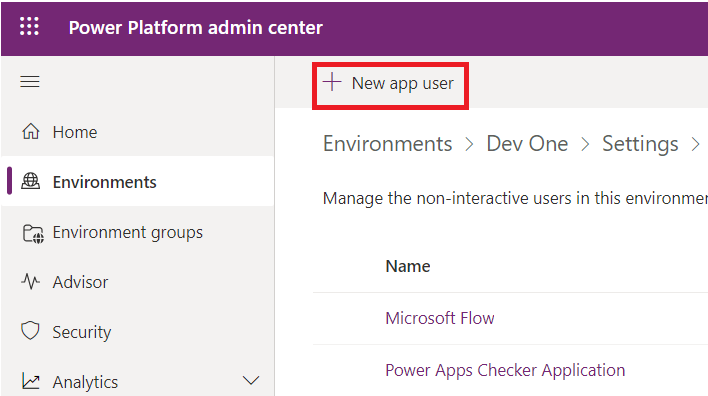 Power Platform admin center
New app user
Home
Environments > Dev One > Settings >
Environments
Manage the non-interactive users in this environmen
Environment groups
Name
Advisor
Microsoft Flow
Security
Power Apps Checker Application
Analytics